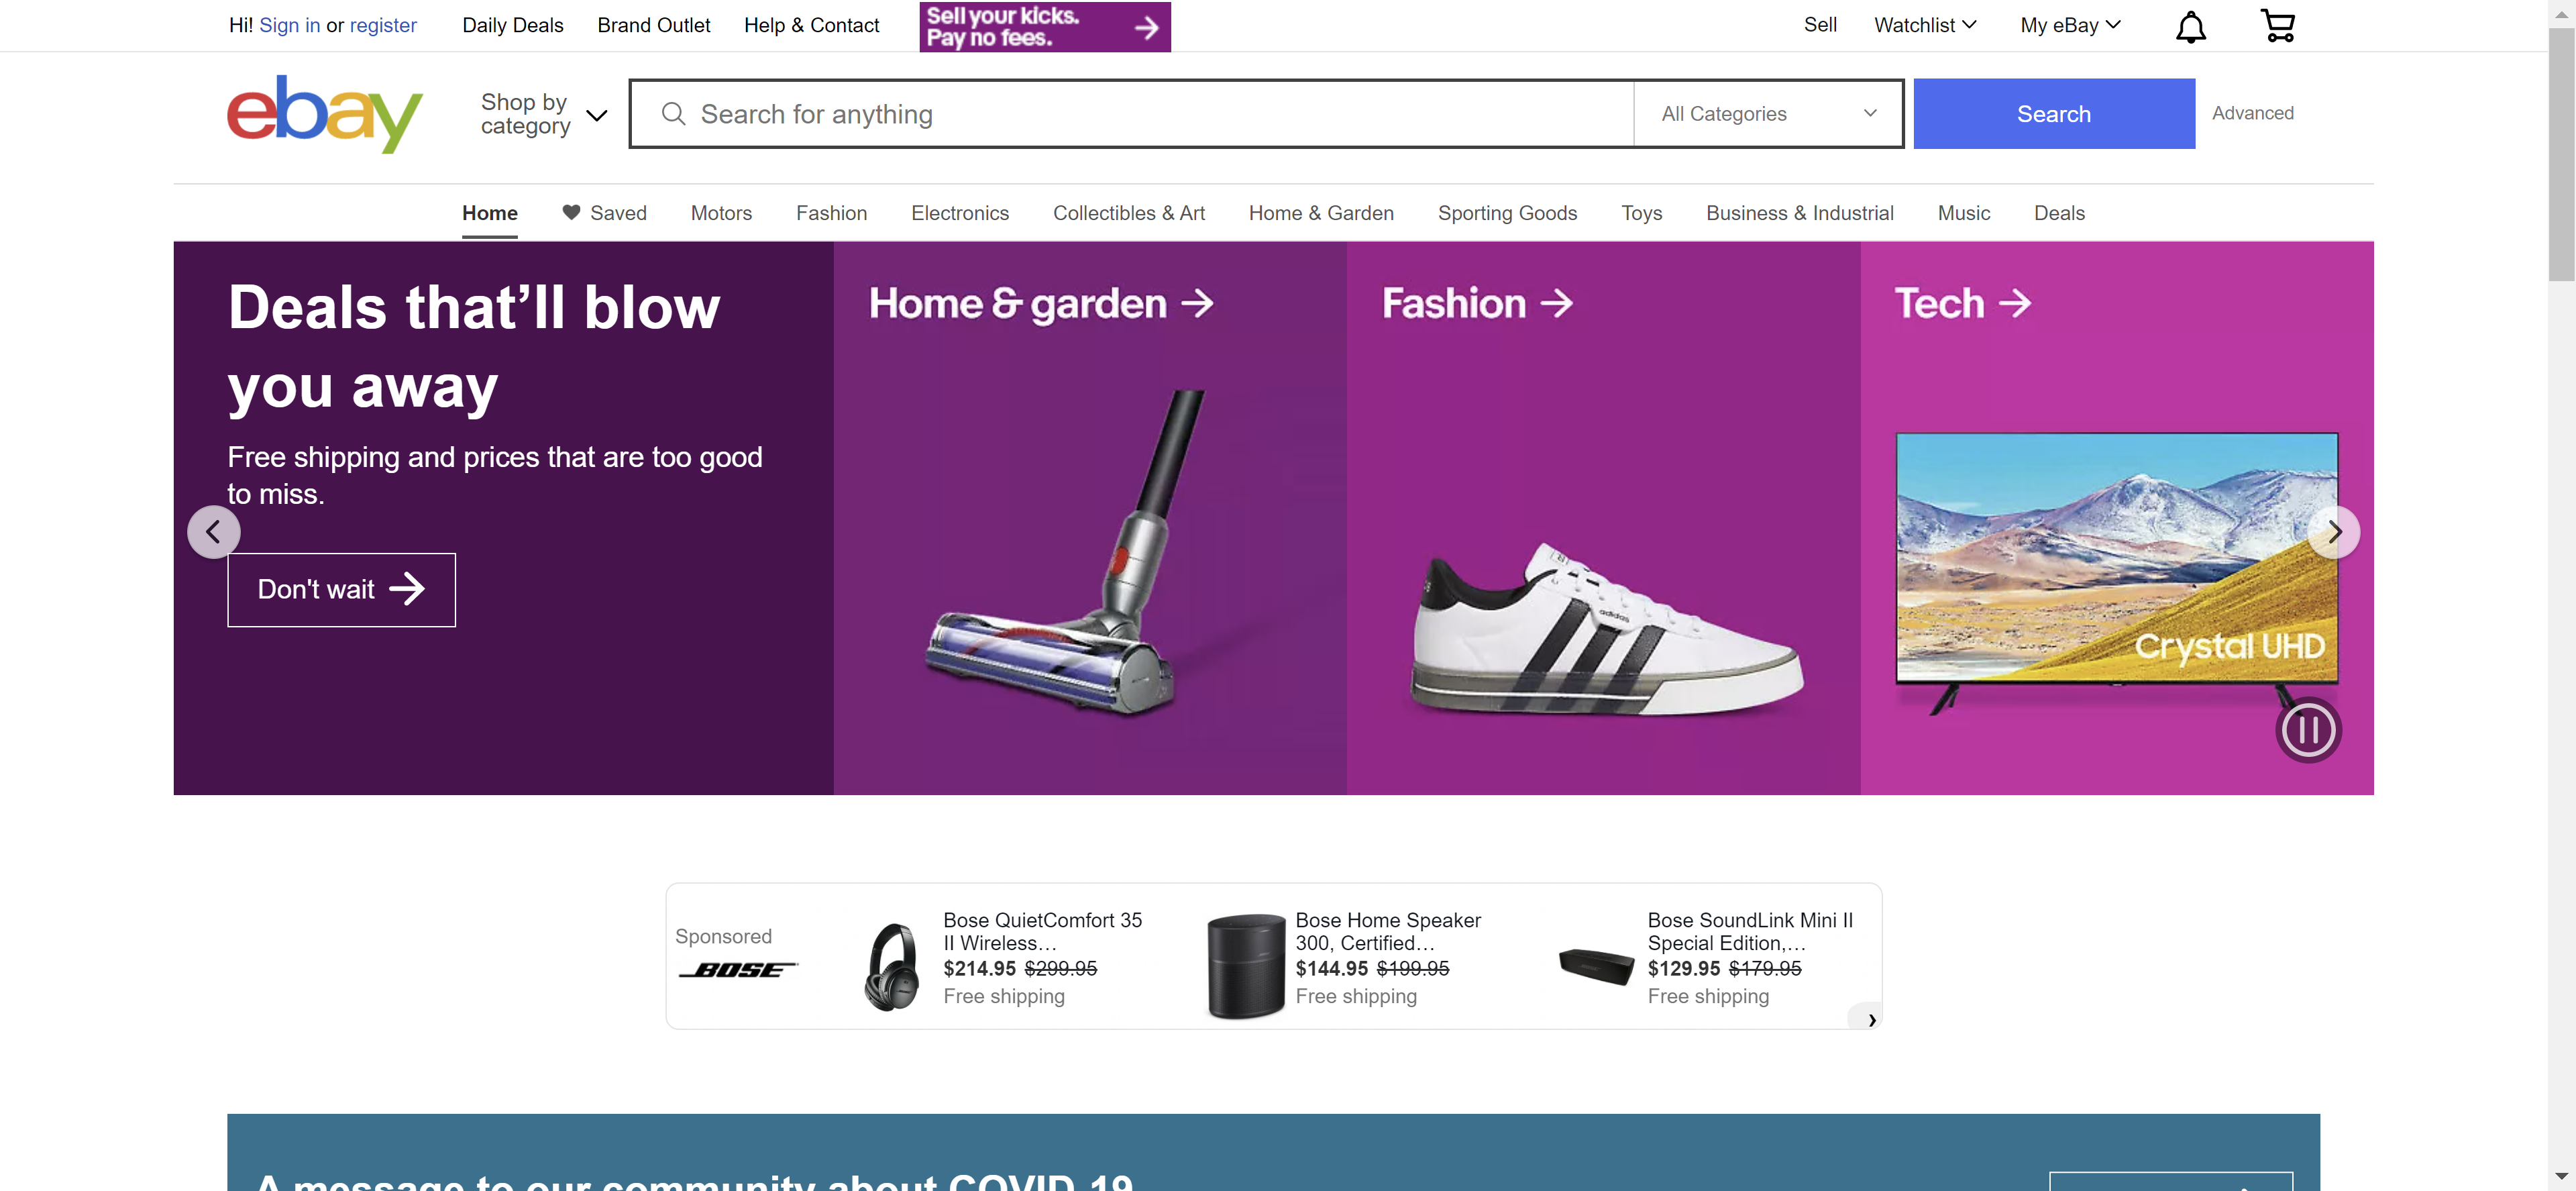 Hi! Sign in or register
Daily Deals
Brand Outlet
Help & Contact
Sell your kicks.
Pay no fees.
Sell
Watchlist
My eBay
ebay
Shop by
category
Search for anything
All Categories
Search
Advanced
Home
Saved
Motors
Fashion
Electronics
Collectibles & Art
Home & Garden
Sporting Goods
Toys
Business & Industrial
Music
Deals
Deals that’ll blow
you away
Free shipping and prices that are too good
to miss.
Don't wait
Home & garden
Fashion
adidas
Tech
Crystal UHD
Sponsored
BOSE
Bose QuietComfort 35
II Wireless…
$214.95 $299.95
Free shipping
Bose Home Speaker
300, Certified…
$144.95 $199.95
Free shipping
Bose SoundLink Mini II
Special Edition,…
$129.95 $179.95
Free shipping
A message to our community about COVID-19